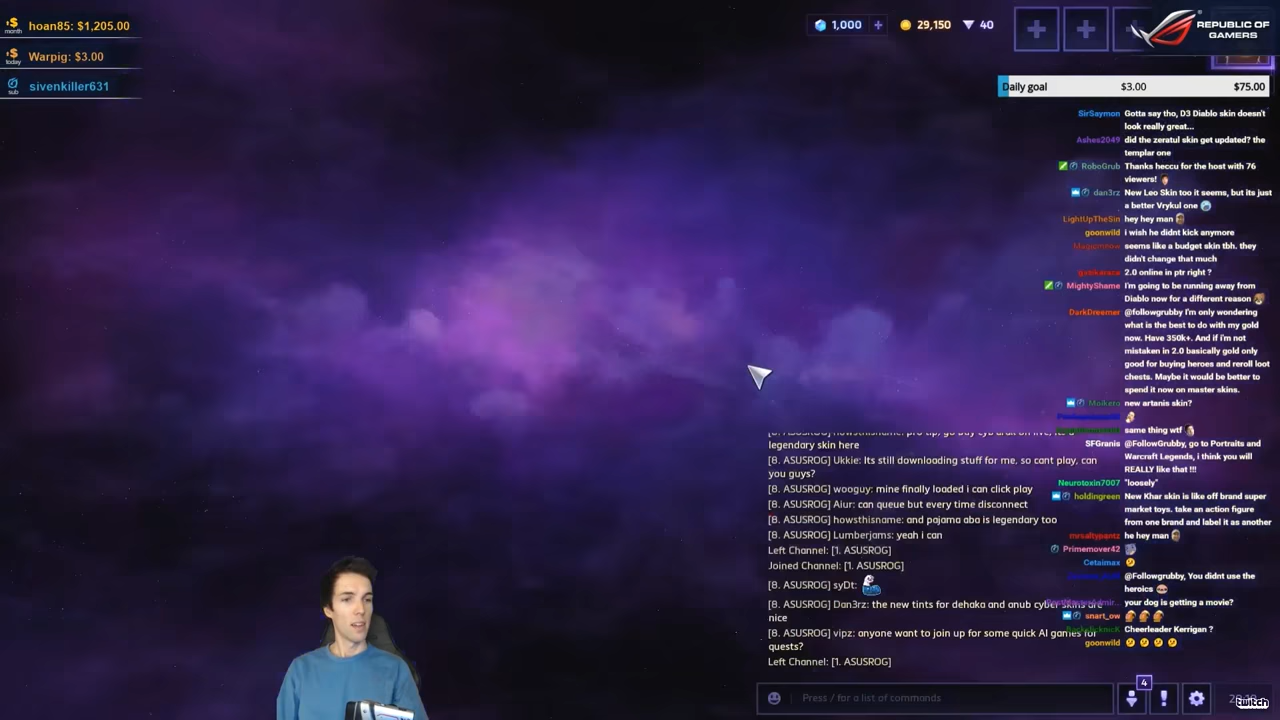 month
hoan85: $1,205.00
today
Warpig: $3.00
sub
sivenkiller631
1,000
29,150
40
REPUBLIC OF
GAMERS
Daily goal
$3.00
$75.00
SirSaymon Gotta say tho, D3 Diablo skin doesn't
look really great...
Ashes2049 did the zeratul skin get updated? the
templar one
RoboGrub Thanks heccu for the host with 76
viewers!
dan3rz New Leo Skin too it seems, but its just
a better Vrykul one
LightUpTheSin hey hey man
goonwild i wish he didnt kick anymore
seems like a budget skin tbh. they
didn't change that much
2.0 online in ptr right ?
MightyShame I'm going to be running away from
Diablo now for a different reason
DarkDreemer @followgrubby I'm only wondering
what is the best to do with my gold
now. Have 350k+. And if i'm not
mistaken in 2.0 basically gold only
good for buying heroes and reroll loot
chests. Maybe it would be better to
spend it now on master skins.
Moikero new artanis skin?
same thing wtf
SFGranis @FollowGrubby, go to Portraits and
Warcraft Legends, i think you will
REALLY like that !!!
Neurotoxin7007 "loosely"
holdingreen New Khar skin is like off brand super
market toys. take an action figure
from one brand and label it as another
mrsaltypantz he hey man
Primemover42
Cetaimax
@Followgrubby, You didnt use the
heroics
your dog is getting a movie?
snart_ow
Cheerleader Kerrigan ?
goonwild
[8. ASUSROG] howsthisname: pro tip,
legendary skin here
[8. ASUSROG] Ukkie: Its still downloading stuff for me. so cant play, can
you guys?
[8. ASUSROG] wooguy: mine finally loaded i can click play
[8. ASUSROG] Aiur: can queue but every time disconnect
[8. ASUSROG] howsthisname: and pajama aba is legendary too
[8. ASUSROG] Lumberjams: yeah i can
Left Channel: [1. ASUSROG]
Joined Channel: [1. ASUSROG]
[8. ASUSROG] syDt:
[8. ASUSROG] Dan3rz: the new tints for dehaka and anub cyber skins are
nice
[8. ASUSROG] vipz: anyone want to join up for some quick AI games for
quests?
Left Channel: [1. ASUSROG]
Press / for a list of commands
4
twitch